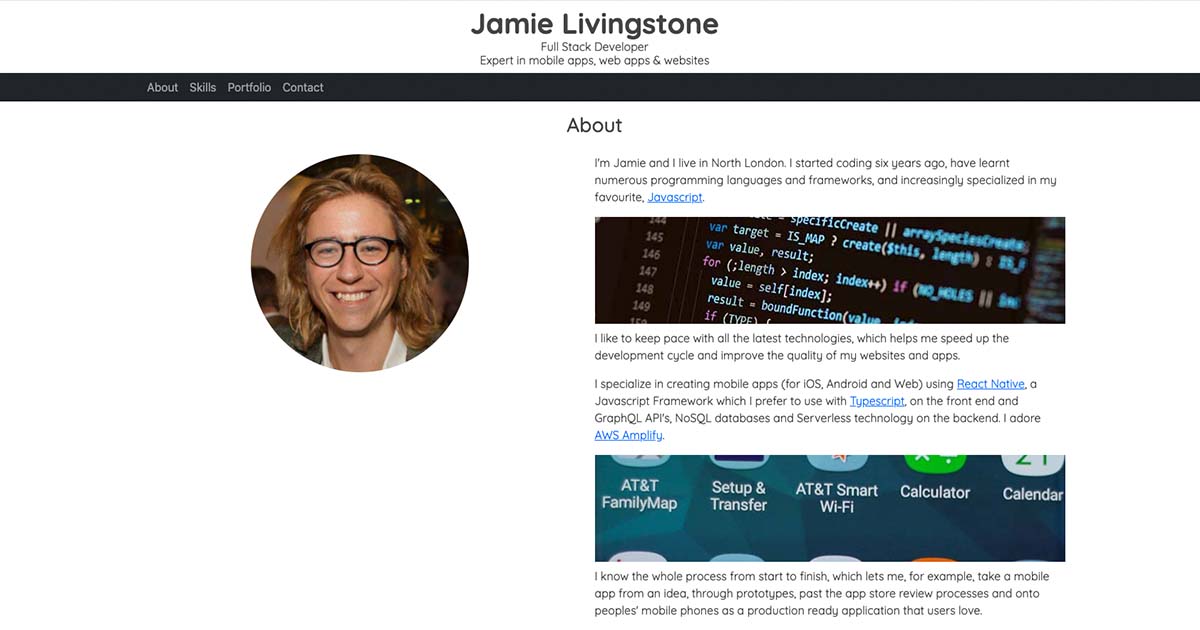 Jamie Livingstone
Full Stack Developer
Expert in mobile apps, web apps & websites
About Skills Portfolio Contact
About
I'm Jamie and I live in North London. I started coding six years ago, have learnt
numerous programming languages and frameworks, and increasingly specialized in my
favourite, Javascript.
144
145 var target = IS_MAP ? create($this, length) :
146 var value, result;
147 for (;length > index; index++) if (NO_HOLES ||
148 value = self[index];
149 result = boundFunction(value,
150 if (TYPE) {
specificCreate || arraySpeciesCreate
I like to keep pace with all the latest technologies, which helps me speed up the
development cycle and improve the quality of my websites and apps.
I specialize in creating mobile apps (for iOS, Android and Web) using React Native, a
Javascript Framework which I prefer to use with Typescript, on the front end and
GraphQL API's, NoSQL databases and Serverless technology on the backend. I adore
AWS Amplify.
AT&T FamilyMap
Setup & Transfer
AT&T Smart Wi-Fi
Calculator
Calendar
I know the whole process from start to finish, which lets me, for example, take a mobile
app from an idea, through prototypes, past the app store review processes and onto
peoples' mobile phones as a production ready application that users love.